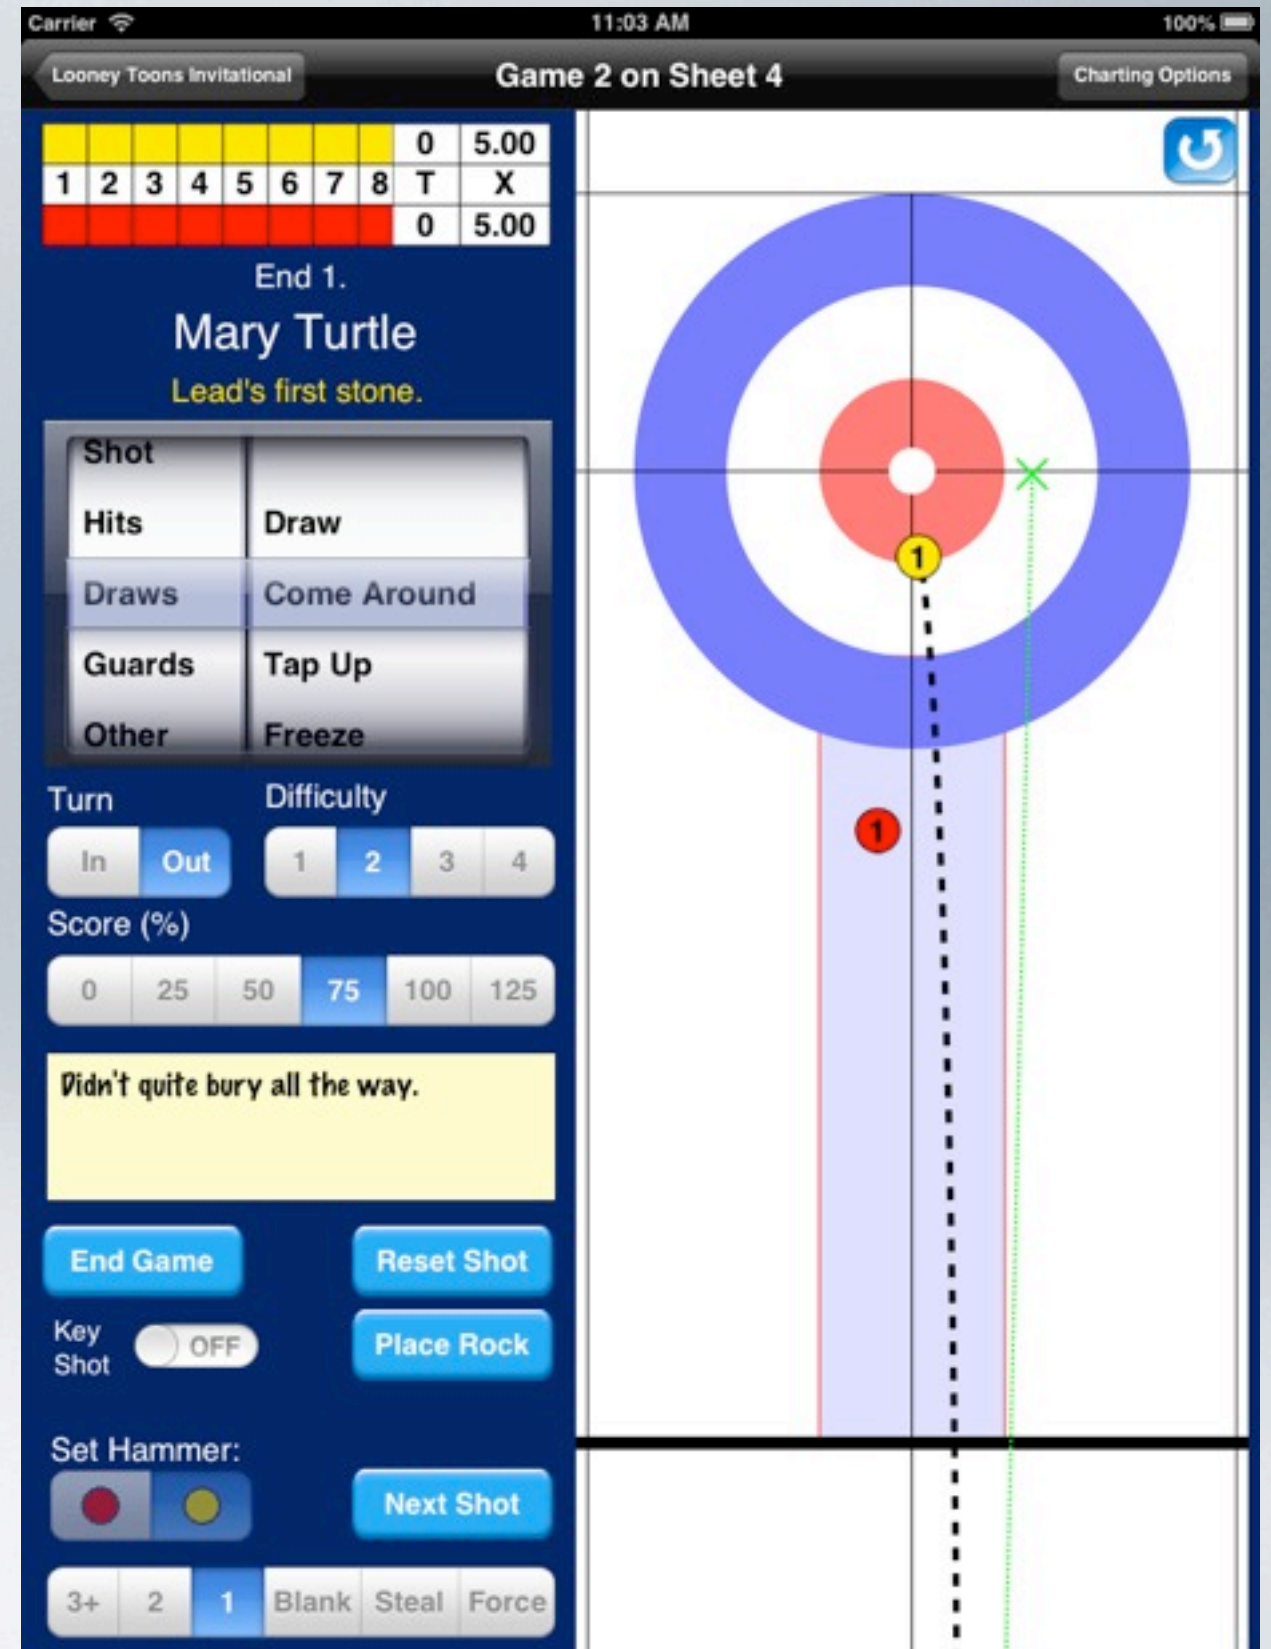 Carrier 11:03 AM 100%
Looney Toons Invitational Game 2 on Sheet 4 Charting Options
0 5.00
1 2 3 4 5 6 7 8 T X
0 5.00
End 1.
Mary Turtle
Lead's first stone.
Shot
Hits Draw
Draws Come Around
Guards Tap Up
Other Freeze
Turn Difficulty
In Out 1 2 3 4
Score (%)
0 25 50 75 100 125
Didn't quite bury all the way.
End Game Reset Shot
Key
Shot OFF Place Rock
Set Hammer:
Next Shot
3+ 2 1 Blank Steal Force
1
1